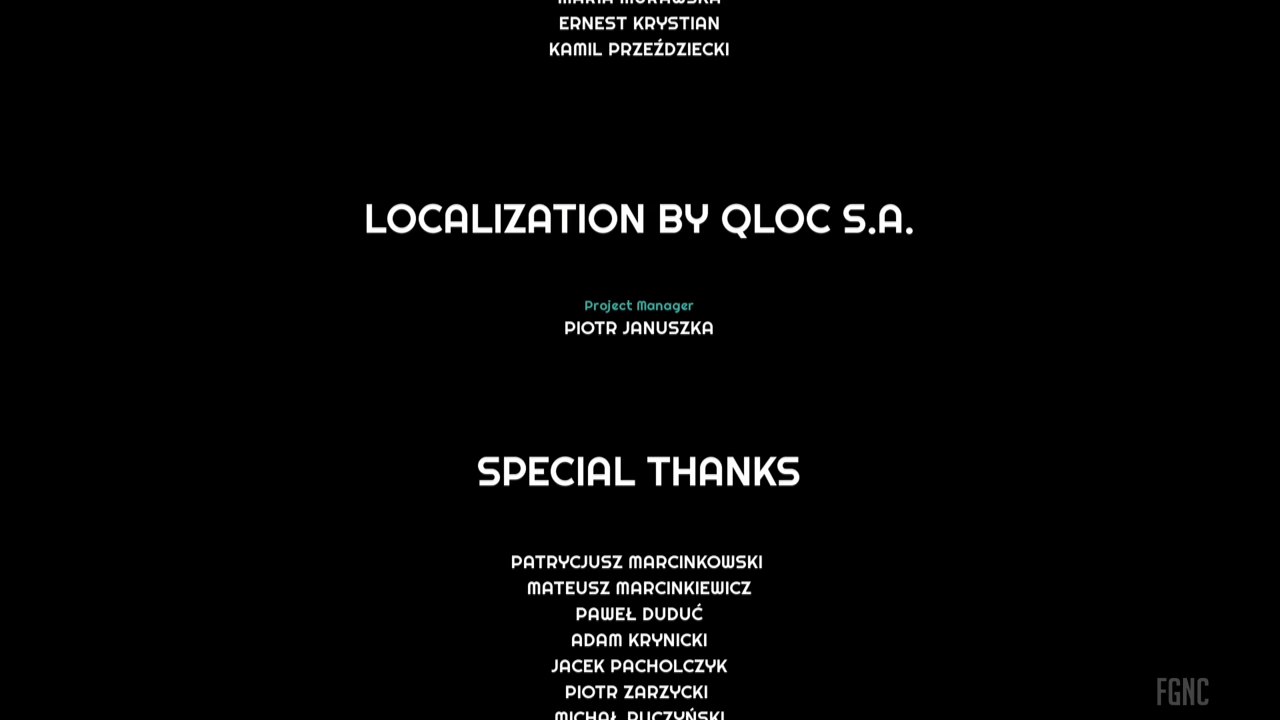 ERNEST KRYSTIAN
KAMIL PRZEŹDZIECKI
LOCALIZATION BY QLOC S.A.
Project Manager
PIOTR JANUSZKA
SPECIAL THANKS
PATRYCJUSZ MARCINKOWSKI
MATEUSZ MARCINKIEWICZ
PAWEŁ DUDUĆ
ADAM KRYNICKI
JACEK PACHOLCZYK
PIOTR ZARZYCKI
MICHAŁ
FGNC